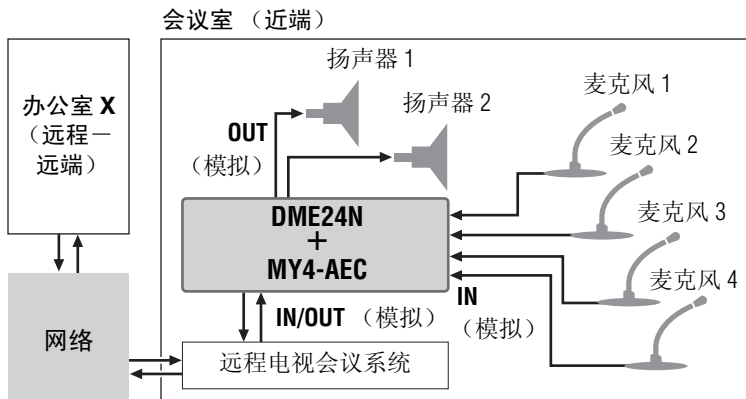 会议室 （近端）
扬声器 1
扬声器 2
麦克风 1
麦克风 2
麦克风 3
麦克风 4
办公室 X
（远程－
远端）
OUT
（模拟）
DME24N
+
MY4-AEC
IN
（模拟）
IN/OUT （模拟）
网络
远程电视会议系统